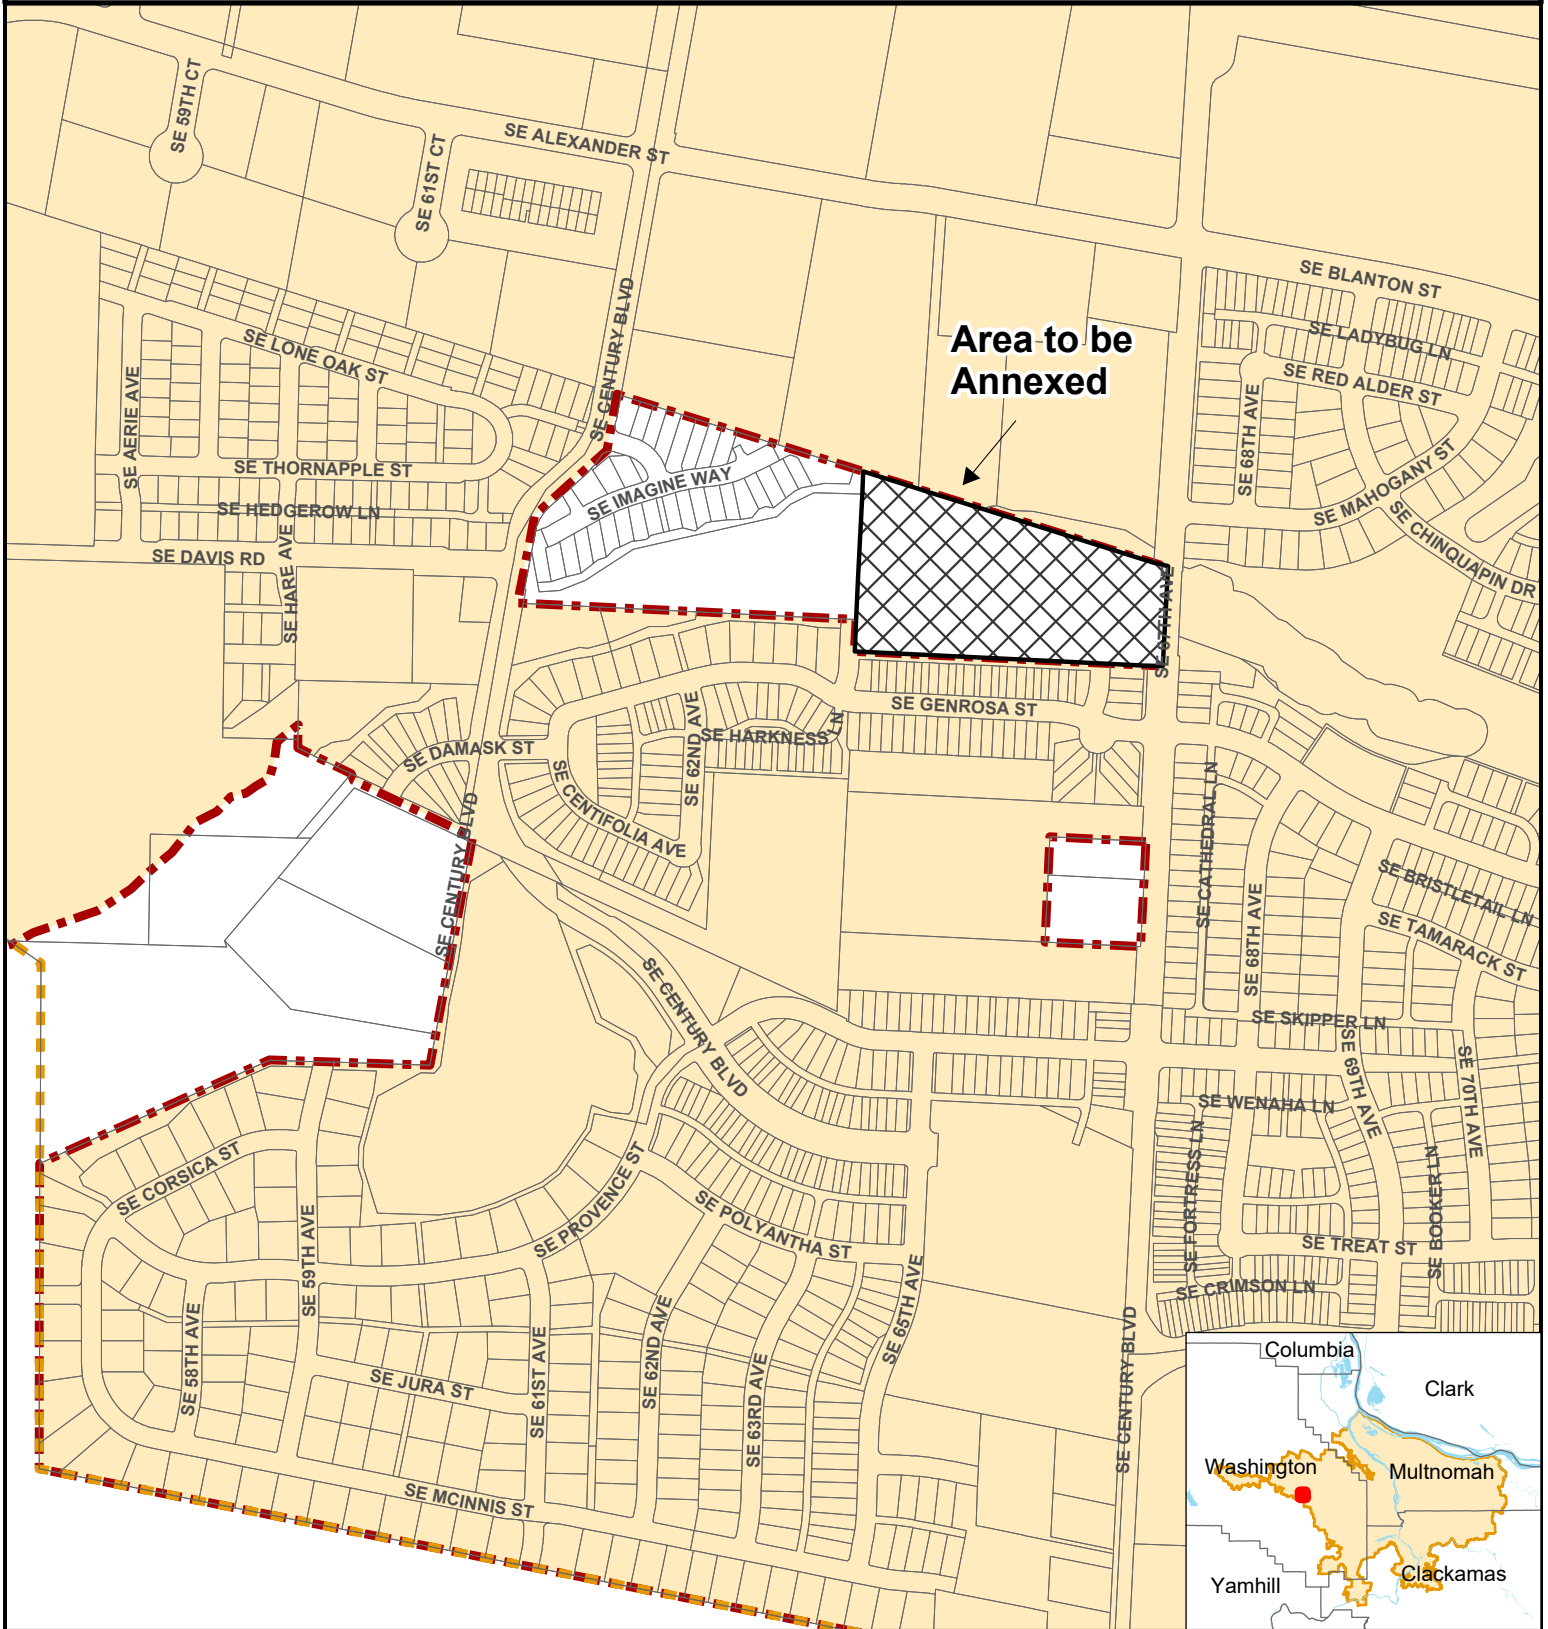 SE 59TH CT
SE 61ST CT
SE ALEXANDER ST
SE CENTURY BLVD
SE BLANTON ST
SE LADYBUG LN
SE RED ALDER ST
SE 68TH AVE
SE MAHOGANY ST
SE CHINQUAPIN DR
Area to be
Annexed
SE LONE OAK ST
SE AERIE AVE
SE THORNAPPLE ST
SE HEDGEROW LN
SE DAVIS RD
SE HARE AVE
SE CENTURY BLVD
SE IMAGINE WAY
SE 67TH AVE
SE GENROSA ST
SE HARKNESS LN
SE 62ND AVE
SE DAMASK ST
SE CENTIFOLIA AVE
SE CENTURY BLVD
SE CATHEDRAL LN
SE 68TH AVE
SE BRISTLETAIL LN
SE TAMARACK ST
SE CENTURY BLVD
SE SKIPPER LN
SE 69TH AVE
SE 70TH AVE
SE WENAHA LN
SE FORTRESS LN
SE BOOKER LN
SE TREAT ST
SE CRIMSON LN
SE CORSICA ST
SE PROVENCE ST
SE POLYANTHA ST
SE 59TH AVE
SE 58TH AVE
SE JURA ST
SE 61ST AVE
SE 62ND AVE
SE 63RD AVE
SE 65TH AVE
SE CENTURY BLVD
SE MCINNIS ST
Columbia
Clark
Washington
Multnomah
Clackamas
Yamhill